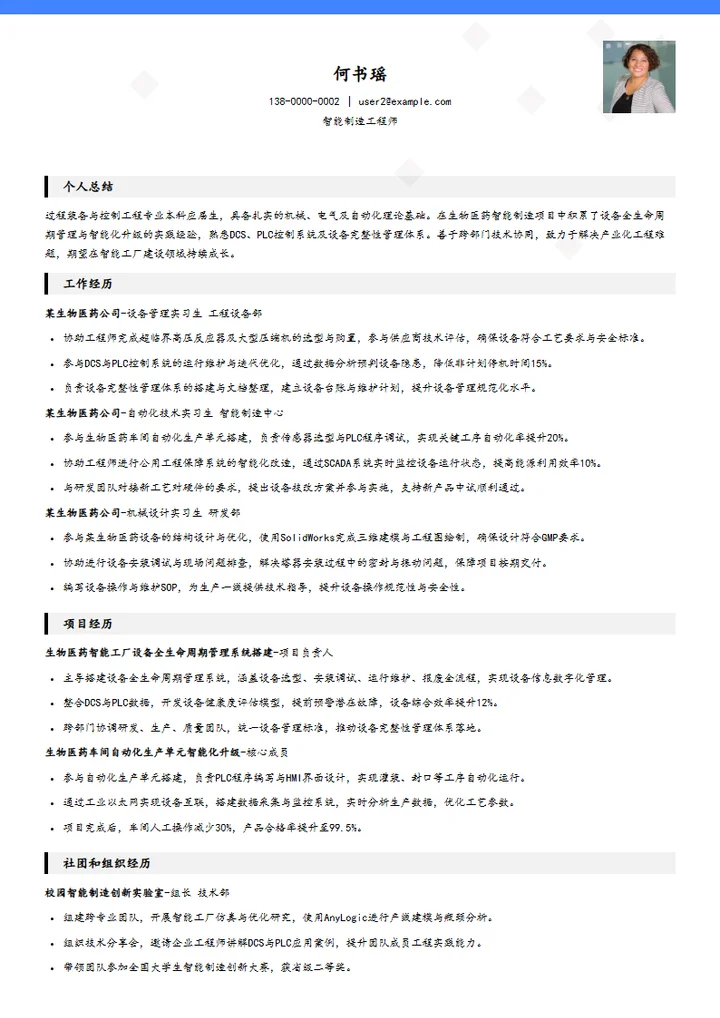 何书瑶
138-0000-0002 | user2@example.com
智能制造工程师
个人总结
过程装备与控制工程专业本科应届生，具备扎实的机械、电气及自动化理论基础。在生物医药智能制造项目中积累了设备全生命周
期管理与智能化升级的实践经验，熟悉DCS、PLC控制系统及设备完整性管理体系。善于跨部门技术协同，致力于解决产业化工程难
题，期望在智能工厂建设领域持续成长。
工作经历
某生物医药公司-设备管理实习生 工程设备部
• 协助工程师完成超临界高压反应器及大型压缩机的选型与购置，参与供应商技术评估，确保设备符合工艺要求与安全标准。
• 参与DCS与PLC控制系统的运行维护与迭代优化，通过数据分析预判设备隐患，降低非计划停机时间15%。
• 负责设备完整性管理体系的搭建与文档整理，建立设备台账与维护计划，提升设备管理规范化水平。
某生物医药公司-自动化技术实习生 智能制造中心
• 参与生物医药车间自动化生产单元搭建，负责传感器选型与PLC程序调试，实现关键工序自动化率提升20%。
• 协助工程师进行公用工程保障系统的智能化改造，通过SCADA系统实时监控设备运行状态，提高能源利用效率10%。
• 与研发团队对接新工艺对硬件的要求，提出设备技改方案并参与实施，支持新产品中试顺利通过。
某生物医药公司-机械设计实习生 研发部
• 参与某生物医药设备的结构设计与优化，使用SolidWorks完成三维建模与工程图绘制，确保设计符合GMP要求。
• 协助进行设备安装调试与现场问题排查，解决塔器安装过程中的密封与振动问题，保障项目按期交付。
• 编写设备操作与维护SOP，为生产一线提供技术指导，提升设备操作规范性与安全性。
项目经历
生物医药智能工厂设备全生命周期管理系统搭建-项目负责人
• 主导搭建设备全生命周期管理系统，涵盖设备选型、安装调试、运行维护、报废全流程，实现设备信息数字化管理。
• 整合DCS与PLC数据，开发设备健康度评估模型，提前预警潜在故障，设备综合效率提升12%。
• 跨部门协调研发、生产、质量团队，统一设备管理标准，推动设备完整性管理体系落地。
生物医药车间自动化生产单元智能化升级-核心成员
• 参与自动化生产单元搭建，负责PLC程序编写与HMI界面设计，实现灌装、封口等工序自动化运行。
• 通过工业以太网实现设备互联，搭建数据采集与监控系统，实时分析生产数据，优化工艺参数。
• 项目完成后，车间人工操作减少30%，产品合格率提升至99.5%。
社团和组织经历
校园智能制造创新实验室-组长 技术部
• 组建跨专业团队，开展智能工厂仿真与优化研究，使用AnyLogic进行产线建模与瓶颈分析。
• 组织技术分享会，邀请企业工程师讲解DCS与PLC应用案例，提升团队成员工程实践能力。
• 带领团队参加全国大学生智能制造创新大赛，获省级二等奖。